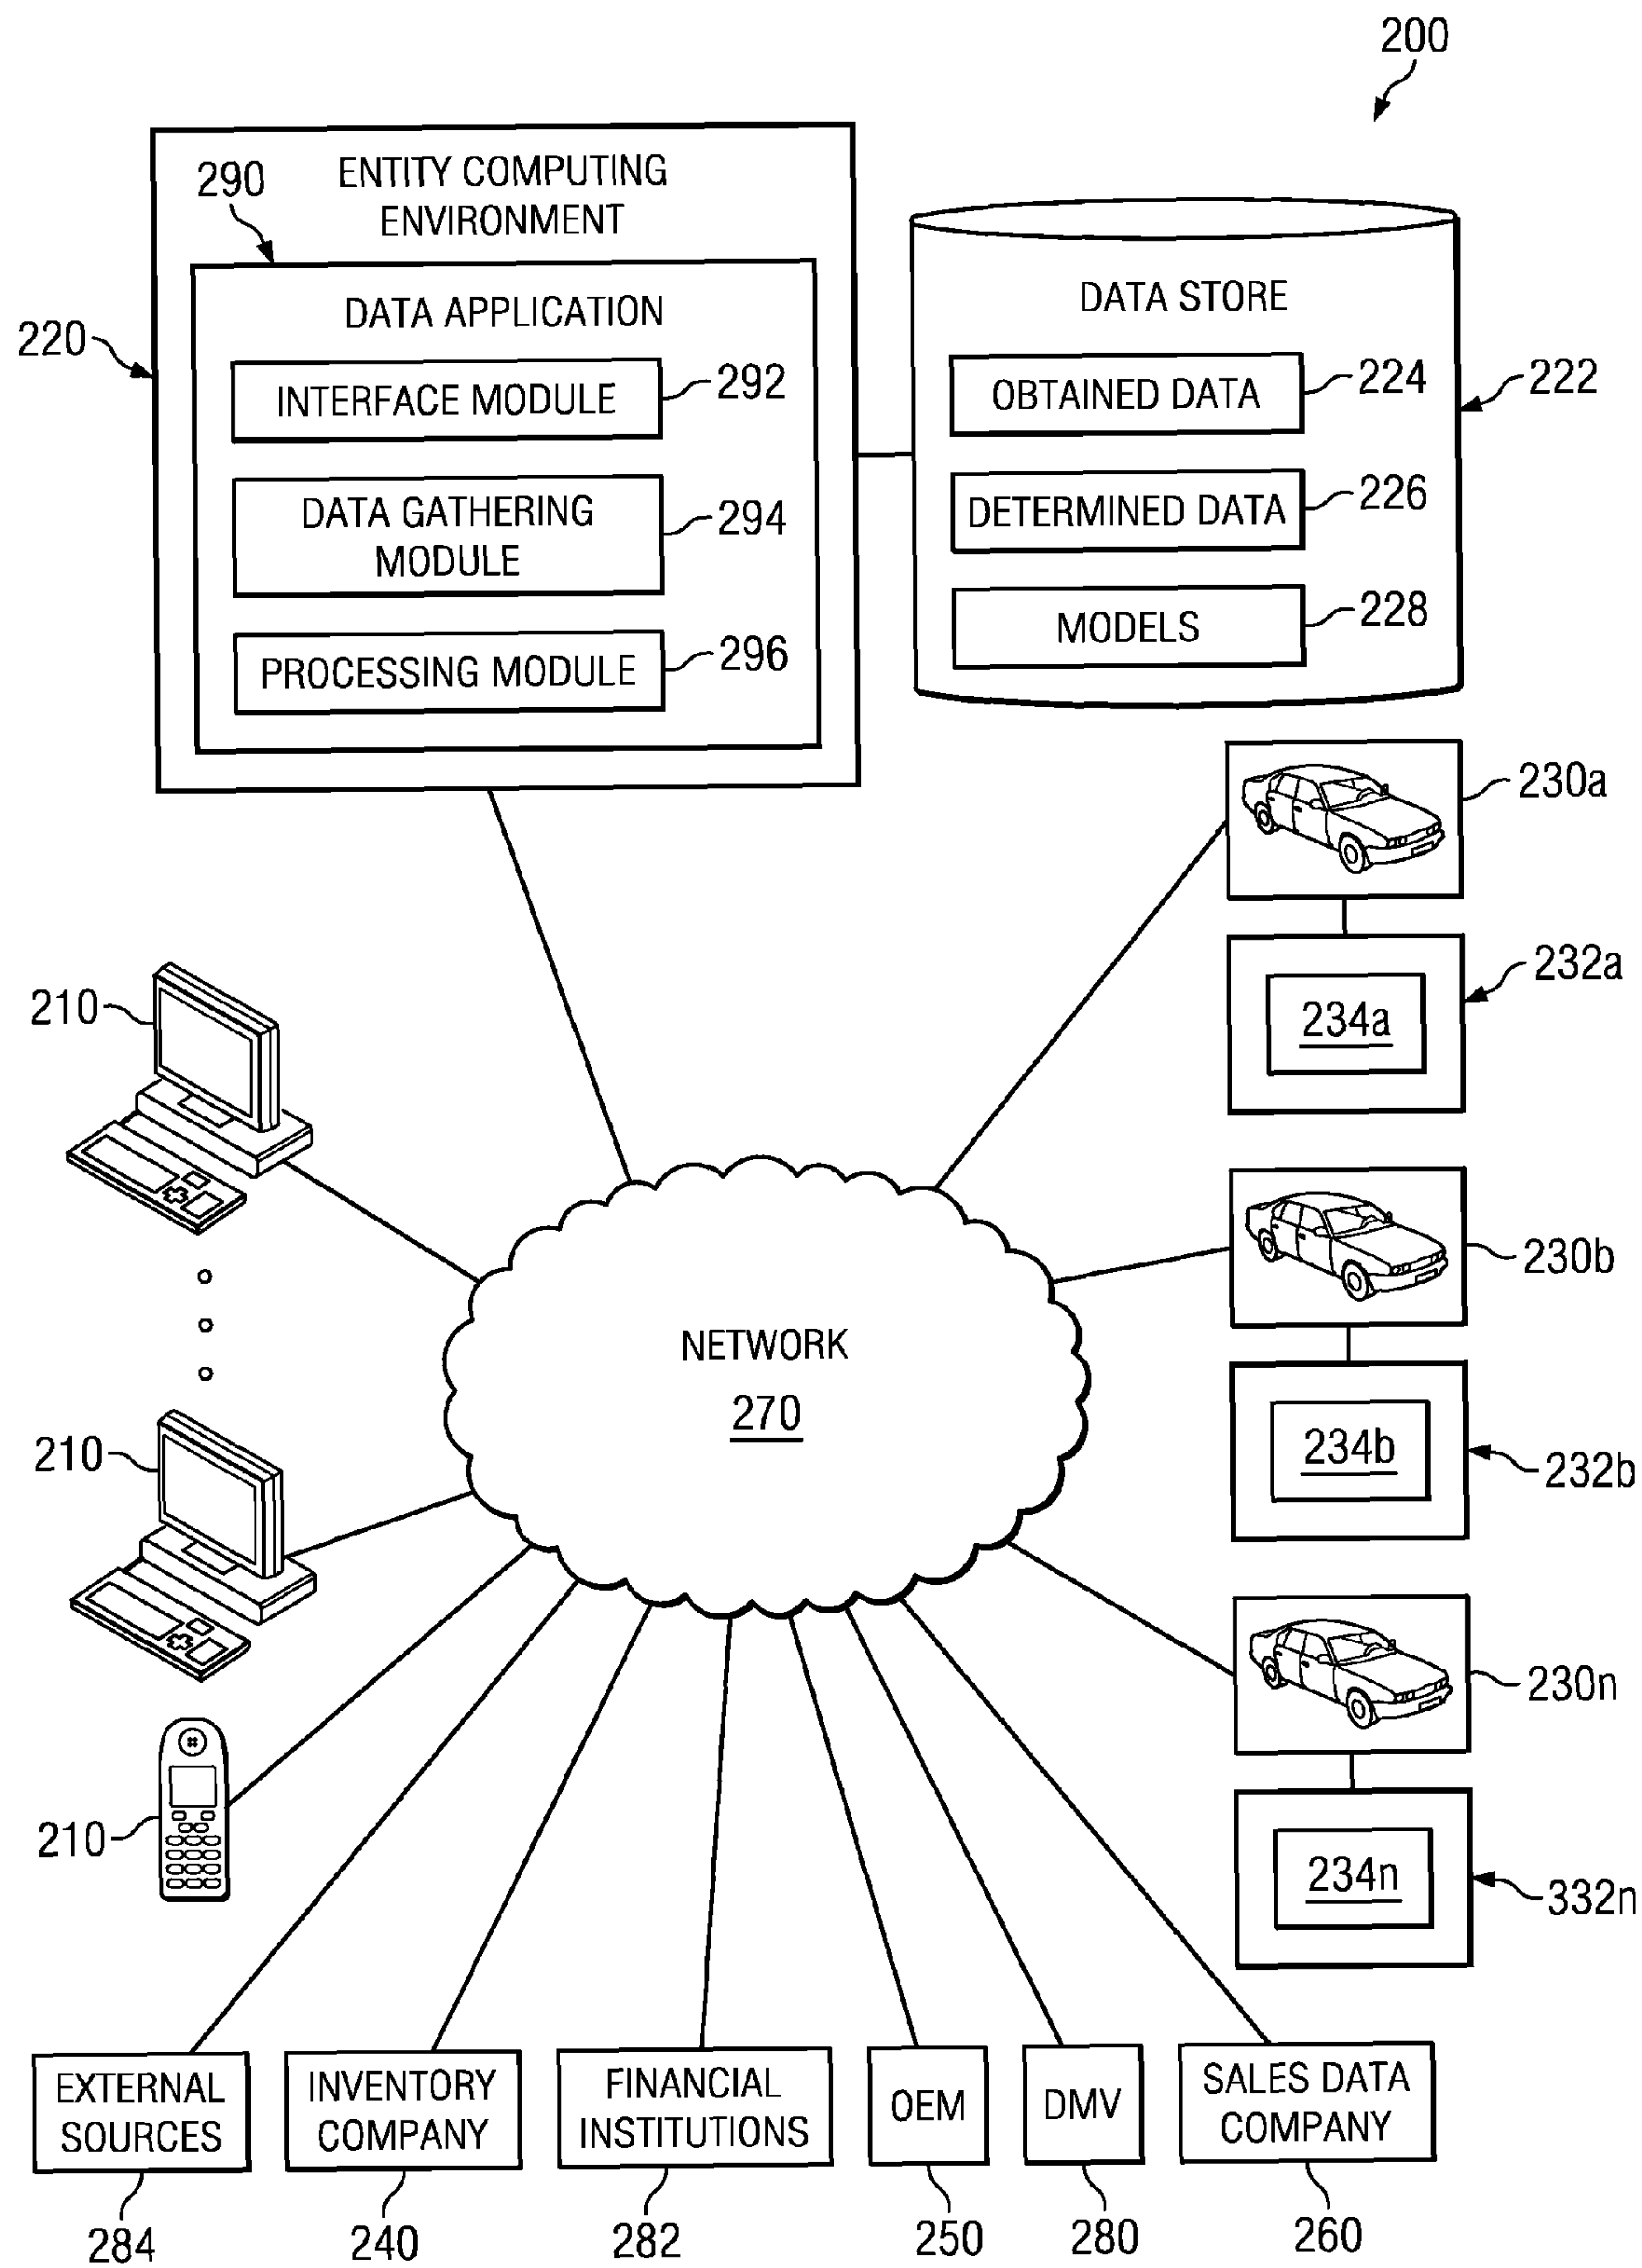 200
ENTITY COMPUTING
ENVIRONMENT
290
DATA APPLICATION
220
INTERFACE MODULE
292
DATA GATHERING
MODULE
294
PROCESSING MODULE
296
DATA STORE
OBTAINED DATA
224
222
DETERMINED DATA
226
MODELS
228
230a
232a
234a
210
230b
NETWORK
270
234b
232b
210
230n
210
234n
332n
EXTERNAL
SOURCES
INVENTORY
COMPANY
FINANCIAL
INSTITUTIONS
OEM
DMV
SALES DATA
COMPANY
284
240
282
250
280
260